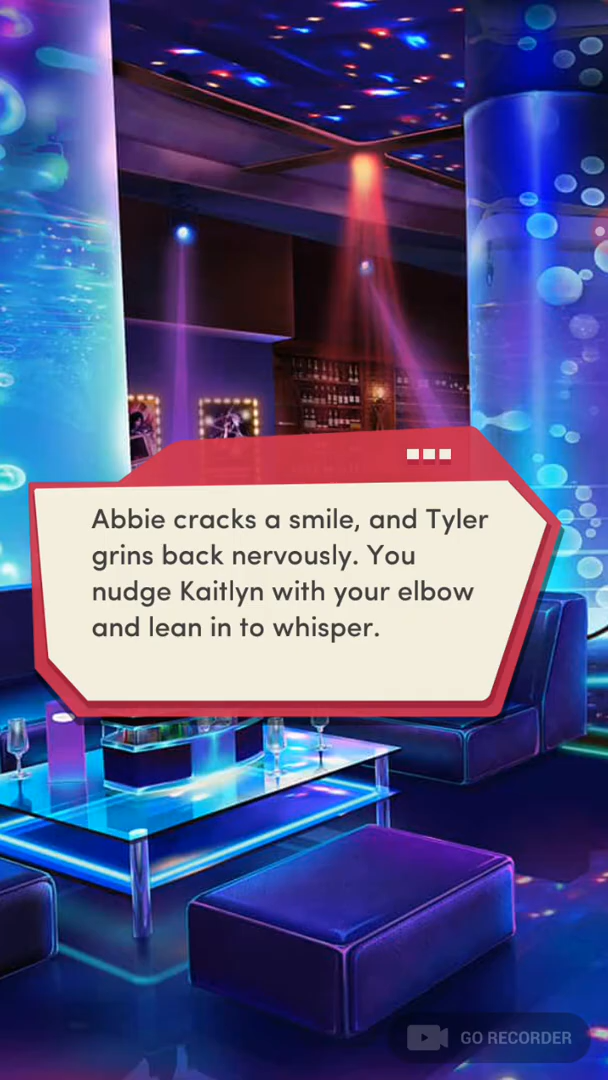 Abbie cracks a smile, and Tyler
grins back nervously. You
nudge Kaitlyn with your elbow
and lean in to whisper.
GO RECORDER